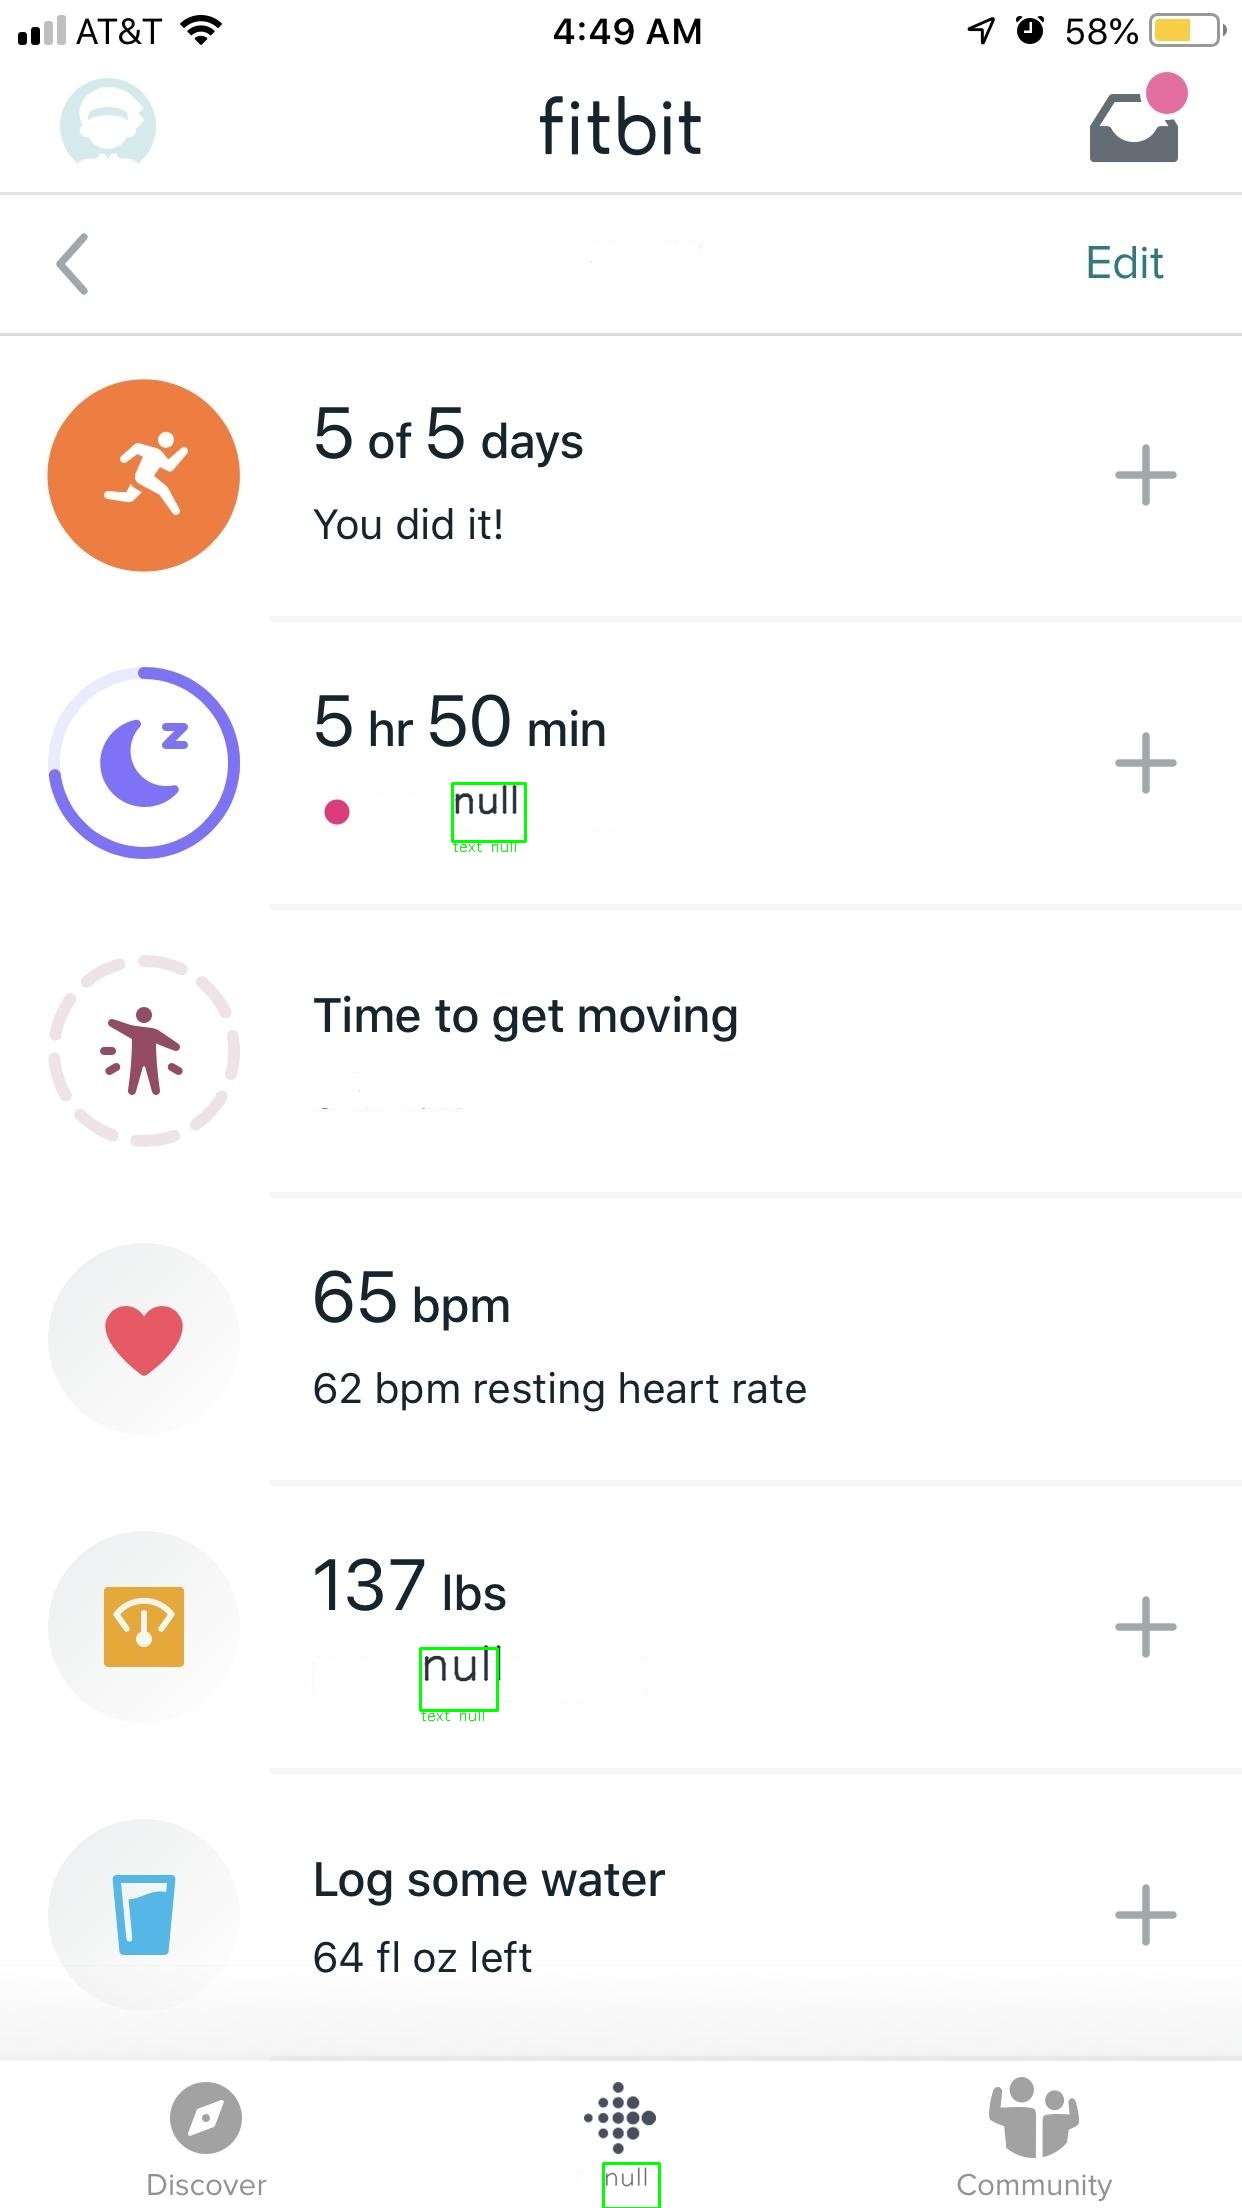 AT&T 4:49 AM 58%
fitbit
Edit
5 of 5 days
You did it!
5 hr 50 min
null
text null
Time to get moving
65 bpm
62 bpm resting heart rate
137 lbs
null
text null
Log some water
64 fl oz left
Discover null Community